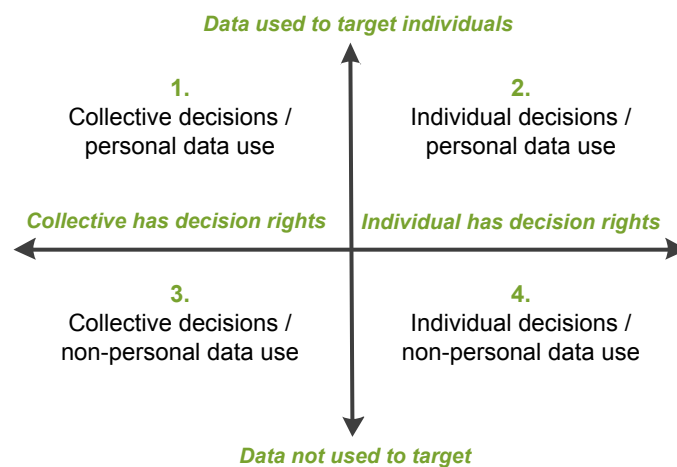 Data used to target individuals
1.
Collective decisions /
personal data use
2.
Individual decisions /
personal data use
Collective has decision rights
Individual has decision rights
3.
Collective decisions /
non-personal data use
4.
Individual decisions /
non-personal data use
Data not used to target